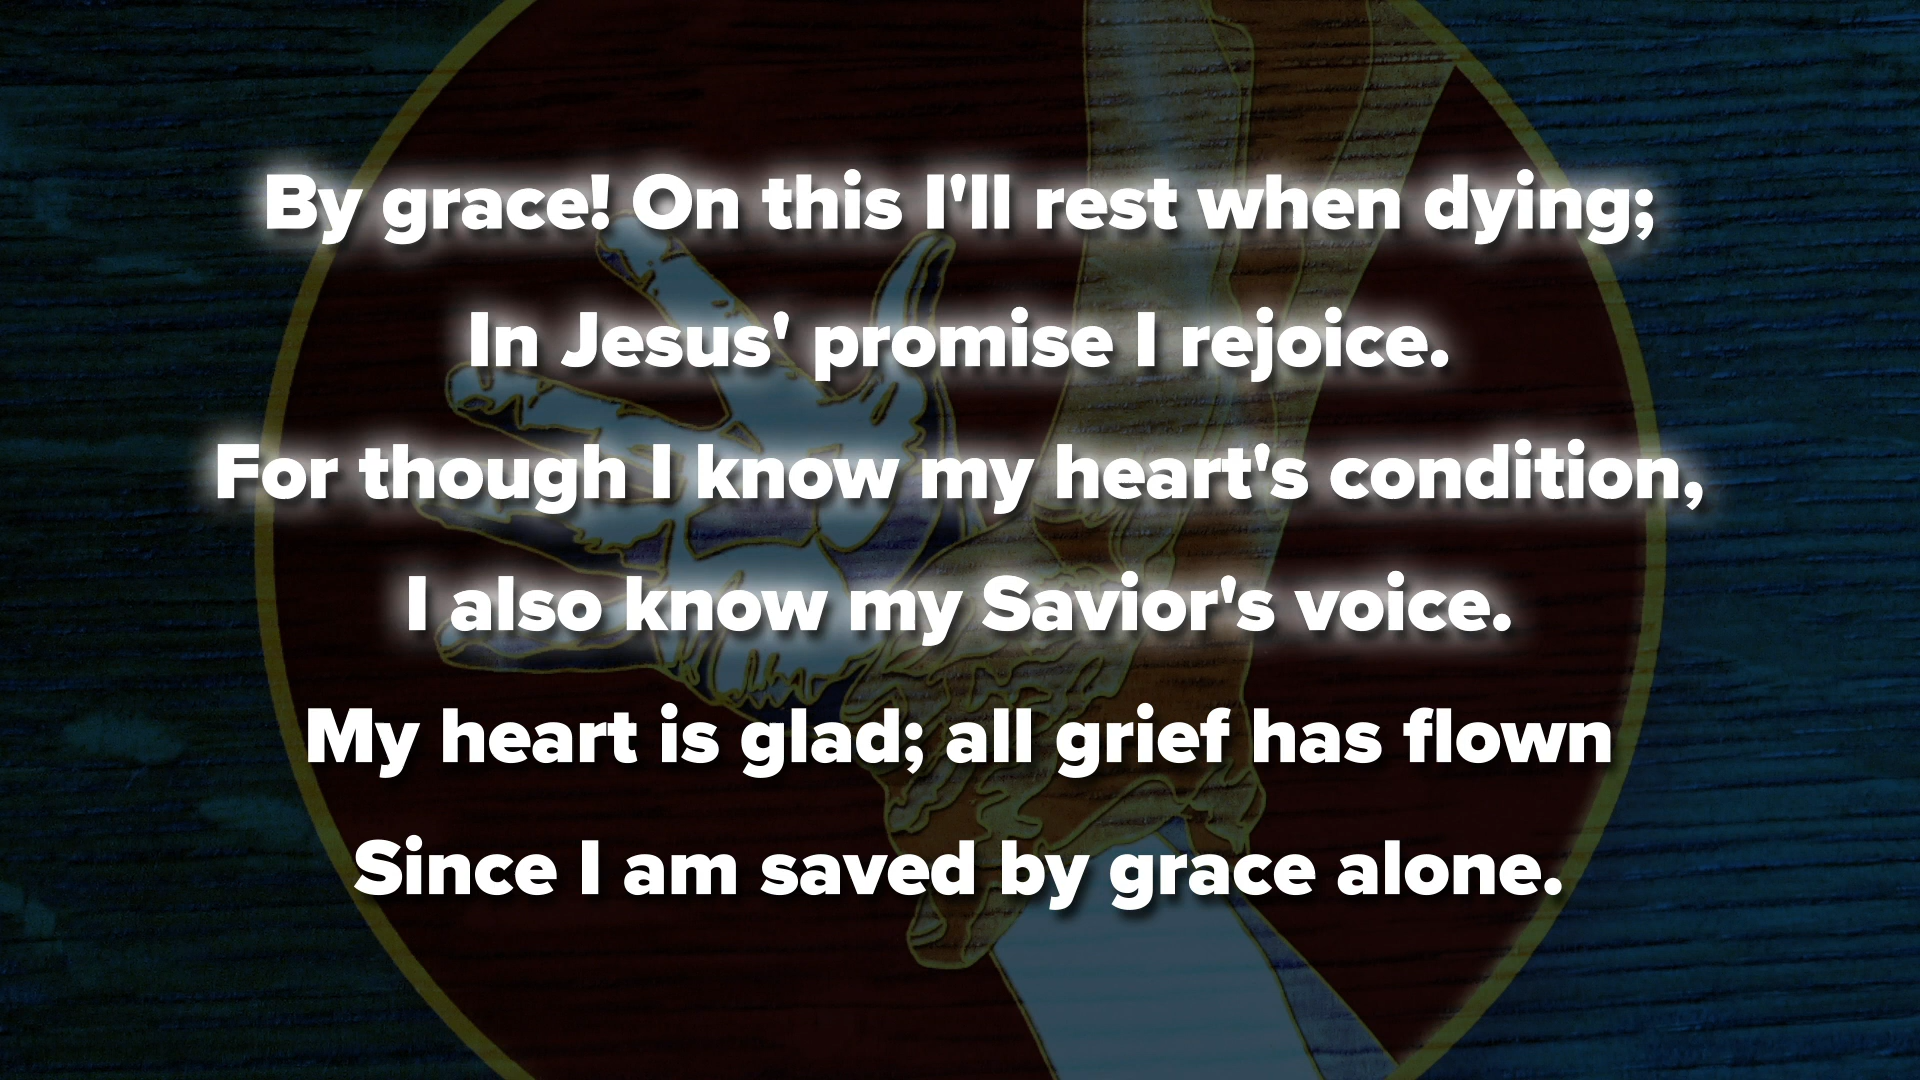 By grace! On this I'll rest when dying;
In Jesus' promise I rejoice.
For though I know my heart's condition,
I also know my Savior's voice.
My heart is glad; all grief has flown
Since I am saved by grace alone.